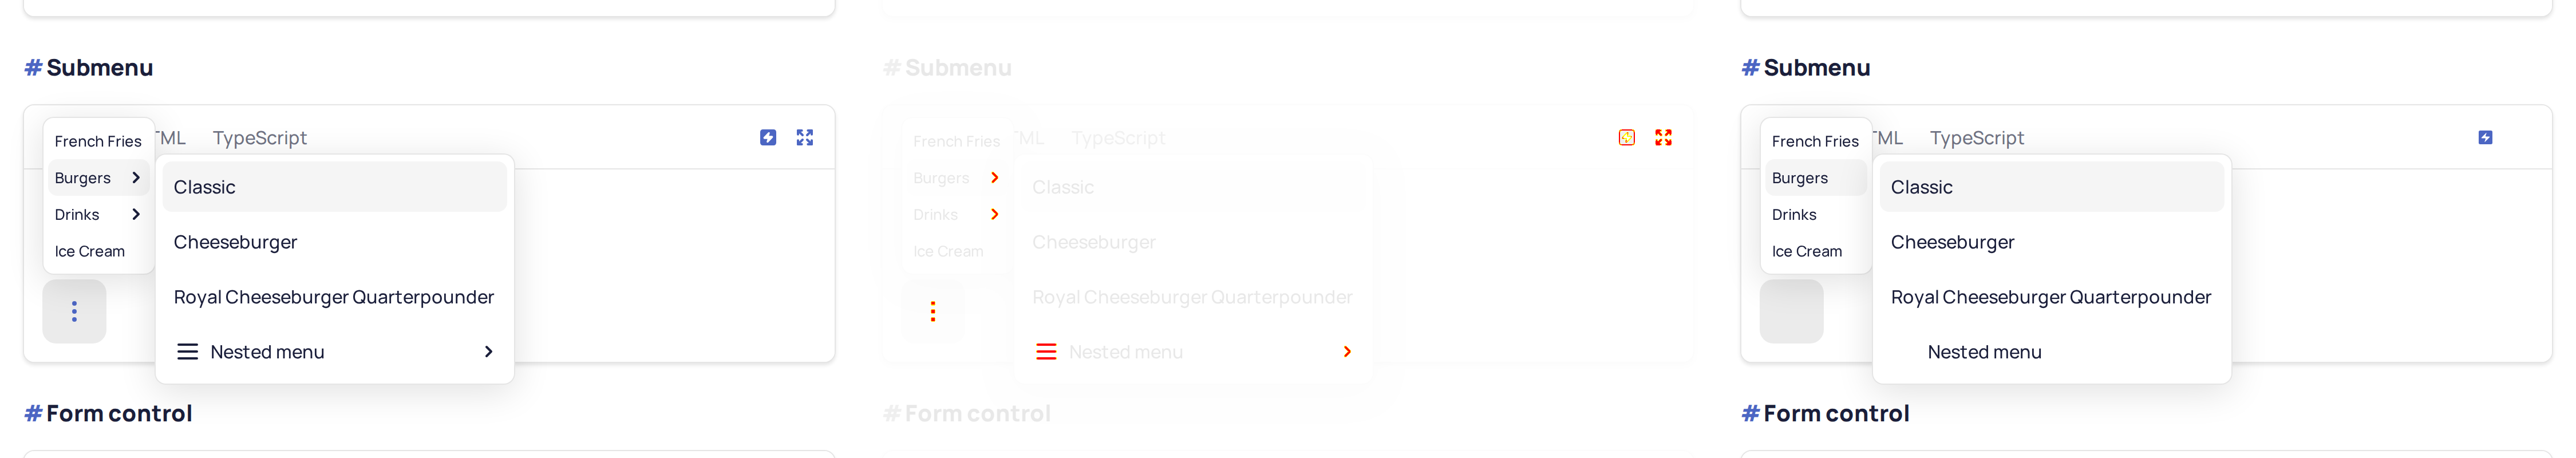 # Submenu
French Fries
TML TypeScript
Burgers
Classic
Drinks
Cheeseburger
Ice Cream
Royal Cheeseburger Quarterpounder
Nested menu
# Form control
# Submenu
French Fries
ML TypeScript
Burgers
Classic
Drinks
Cheeseburger
Ice Cream
Royal Cheeseburger Quarterpounder
Nested menu
# Form control
# Submenu
French Fries
TML TypeScript
Burgers
Classic
Drinks
Cheeseburger
Ice Cream
Royal Cheeseburger Quarterpounder
Nested menu
# Form control